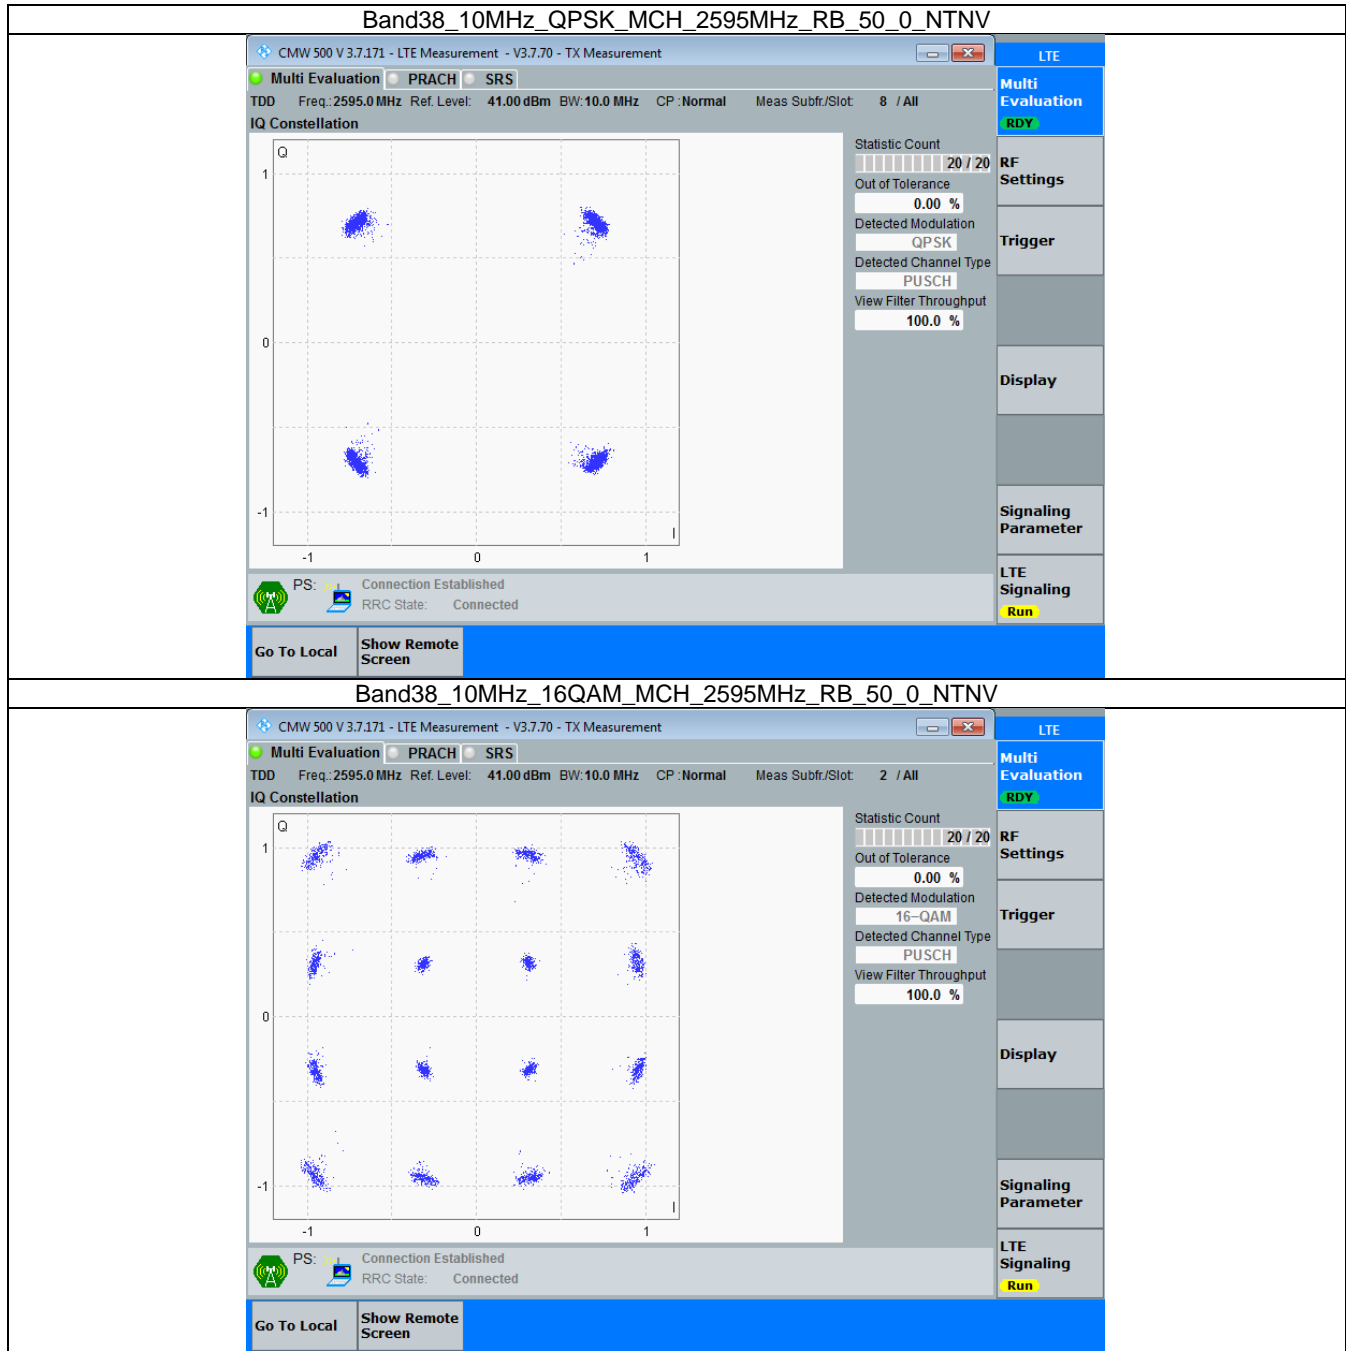 Band38_10MHz_QPSK_MCH_2595MHz_RB_50_0_NTNV
CMW 500 V 3.7.171 - LTE Measurement - V3.7.70 - TX Measurement
LTE
Multi Evaluation PRACH SRS
TDD Freq.: 2595.0 MHz Ref. Level: 41.00 dBm BW: 10.0 MHz CP : Normal Meas Subfr./Slot: 8 / All
IQ Constellation
Q
1
0
-1
-1 0 1
I
Statistic Count
20 / 20
Out of Tolerance
0.00 %
Detected Modulation
QPSK
Detected Channel Type
PUSCH
View Filter Throughput
100.0 %
Multi
Evaluation
RDY
RF
Settings
Trigger
Display
Signaling
Parameter
LTE
Signaling
Run
PS: Connection Established
RRC State: Connected
Go To Local
Show Remote
Screen
Band38_10MHz_16QAM_MCH_2595MHz_RB_50_0_NTNV
CMW 500 V 3.7.171 - LTE Measurement - V3.7.70 - TX Measurement
LTE
Multi Evaluation PRACH SRS
TDD Freq.: 2595.0 MHz Ref. Level: 41.00 dBm BW: 10.0 MHz CP : Normal Meas Subfr./Slot: 2 / All
IQ Constellation
Q
1
0
-1
-1 0 1
I
Statistic Count
20 / 20
Out of Tolerance
0.00 %
Detected Modulation
16-QAM
Detected Channel Type
PUSCH
View Filter Throughput
100.0 %
Multi
Evaluation
RDY
RF
Settings
Trigger
Display
Signaling
Parameter
LTE
Signaling
Run
PS: Connection Established
RRC State: Connected
Go To Local
Show Remote
Screen